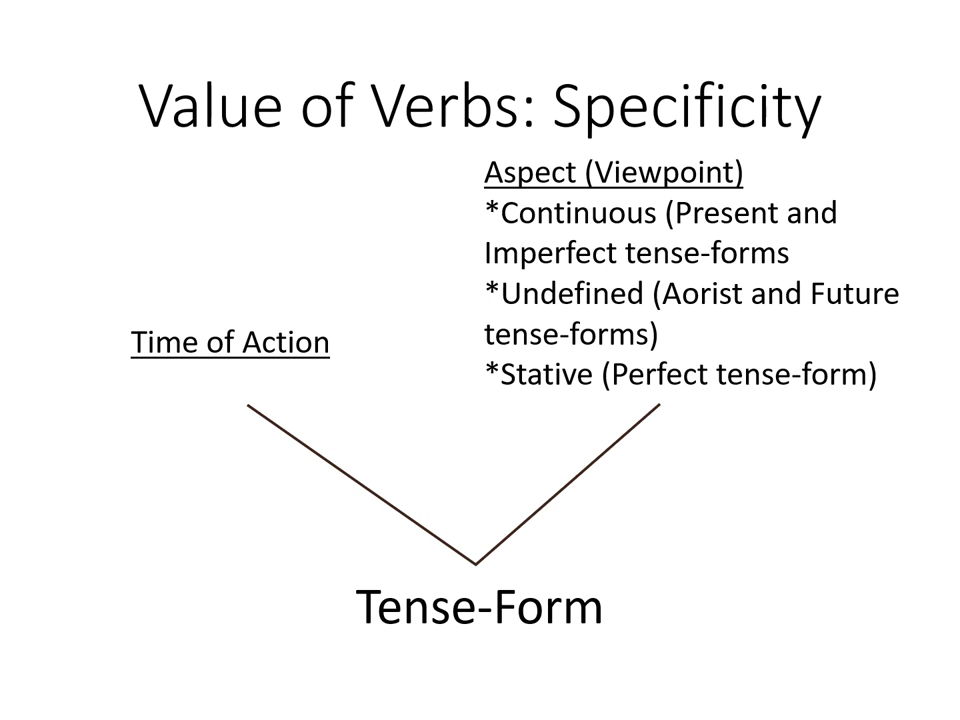 Value of Verbs: Specificity
Aspect (Viewpoint)
*Continuous (Present and
Imperfect tense-forms
*Undefined (Aorist and Future
tense-forms)
*Stative (Perfect tense-form)
Time of Action
Tense-Form